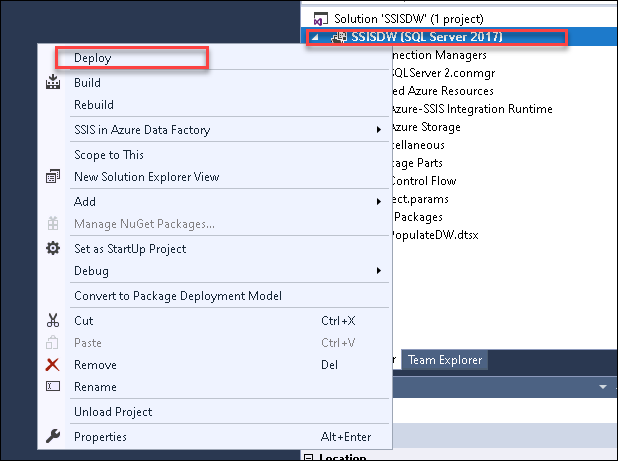 Solution 'SSISDW' (1 project)
SSISDW (SQL Server 2017)
nnection Managers
SQLServer 2.conmgr
ed Azure Resources
Azure-SSIS Integration Runtime
Azure Storage
cellaneous
kage Parts
Control Flow
ect.params
Packages
PopulateDW.dtsx
Deploy
Build
Rebuild
SSIS in Azure Data Factory
Scope to This
New Solution Explorer View
Add
Manage NuGet Packages...
Set as StartUp Project
Debug
Convert to Package Deployment Model
Cut Ctrl+X
Paste Ctrl+V
Remove Del
Rename
Unload Project
Properties Alt+Enter
r Team Explorer
Location